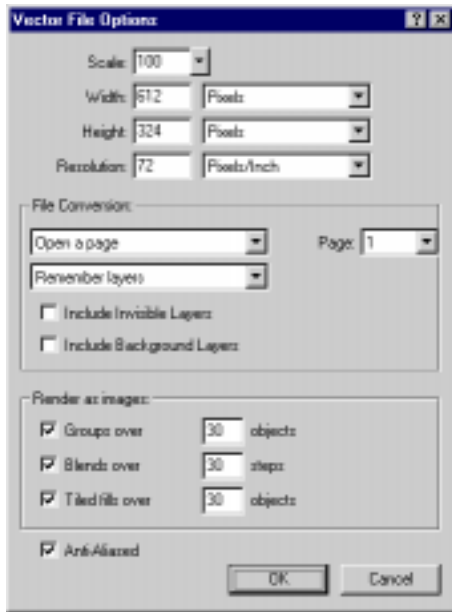 Vector File Options
Scale: 100
Width: 612 Pixels
Height: 324 Pixels
Resolution: 72 Pixels/Inch
File Conversion:
Open a page Page: 1
Remember layers
Include Invisible Layers
Include Background Layers
Render as images:
Groups over 30 objects
Blends over 30 steps
Tiled fills over 30 objects
Anti-Aliased
OK Cancel